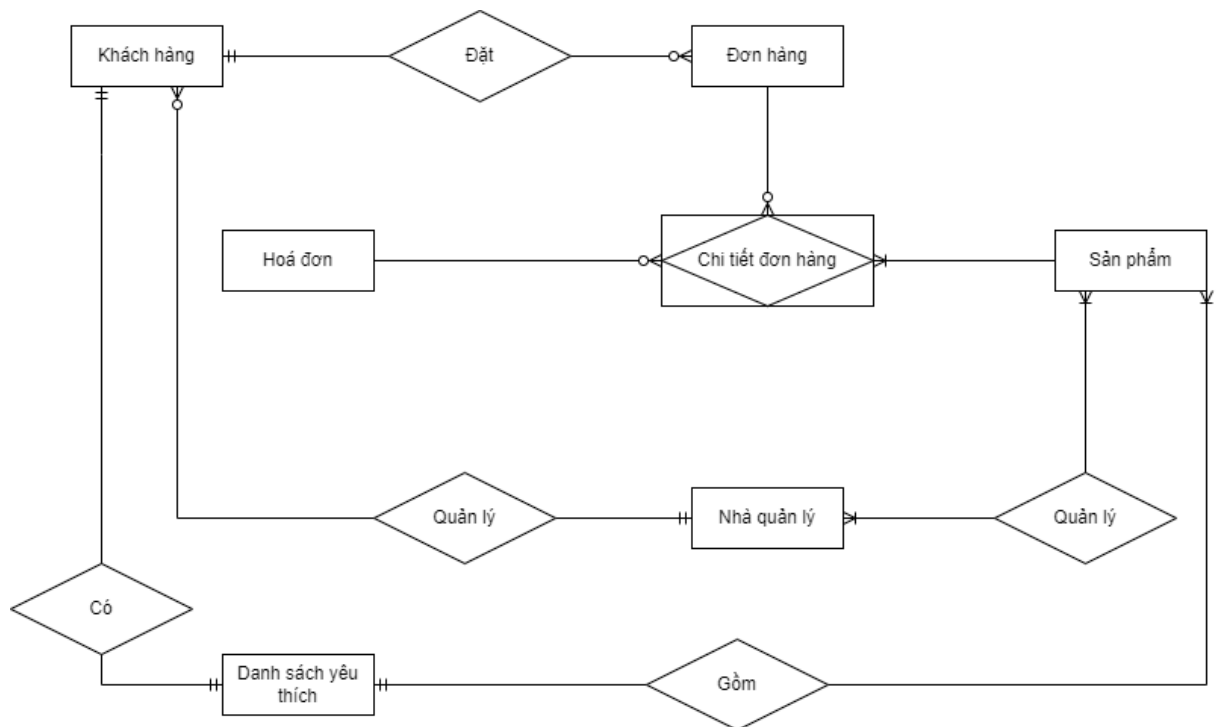 Khách hàng
Đặt
Đơn hàng
Hoá đơn
Chi tiết đơn hàng
Sản phẩm
Quản lý
Nhà quản lý
Quản lý
Có
Danh sách yêu
thích
Gồm